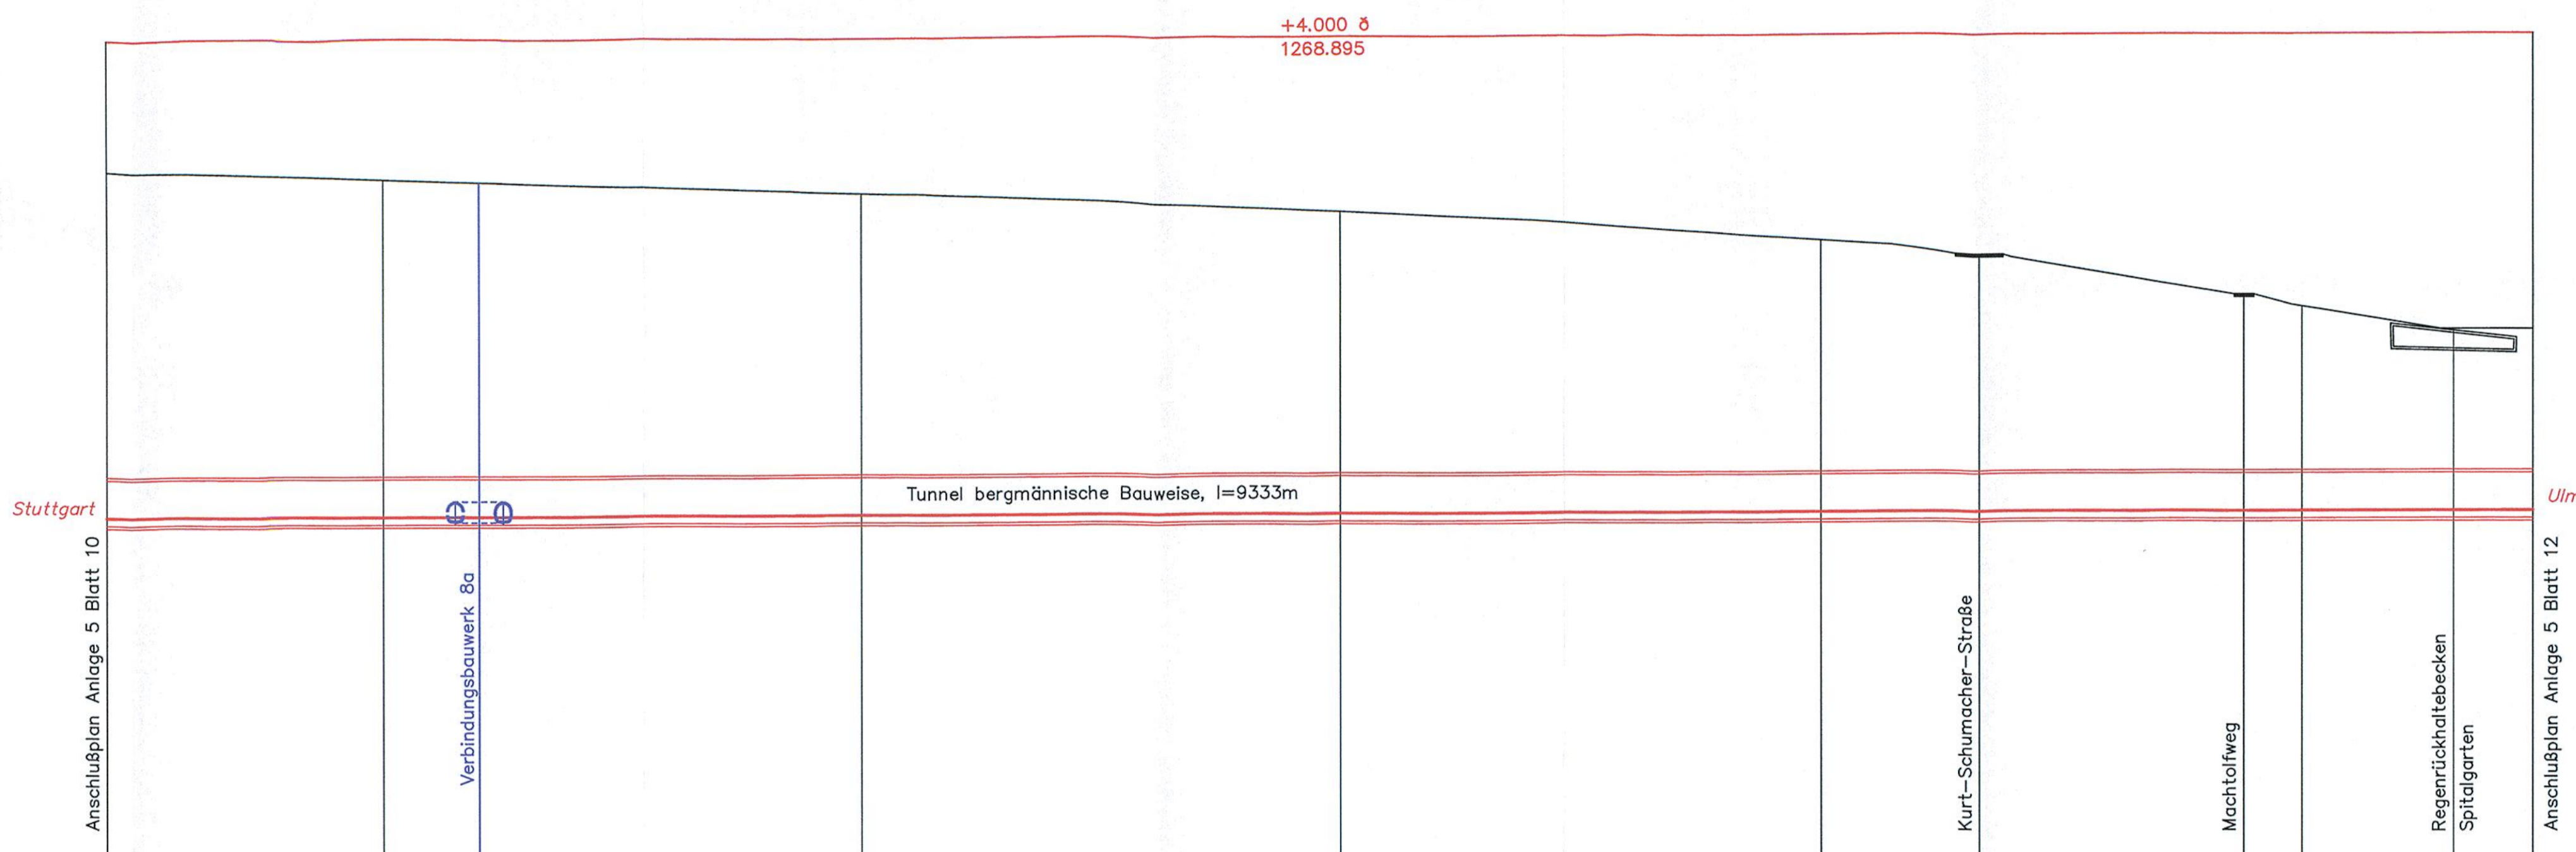 +4.000 ð
1268.895
Tunnel bergmännische Bauweise, l=9333m
Stuttgart
Ulm
Anschlußplan Anlage 5 Blatt 10
Verbindungsbauwerk 8a
Kurt-Schumacher-Straße
Machtolfweg
Regenrückhaltebecken
Spitalgarten
Anschlußplan Anlage 5 Blatt 12